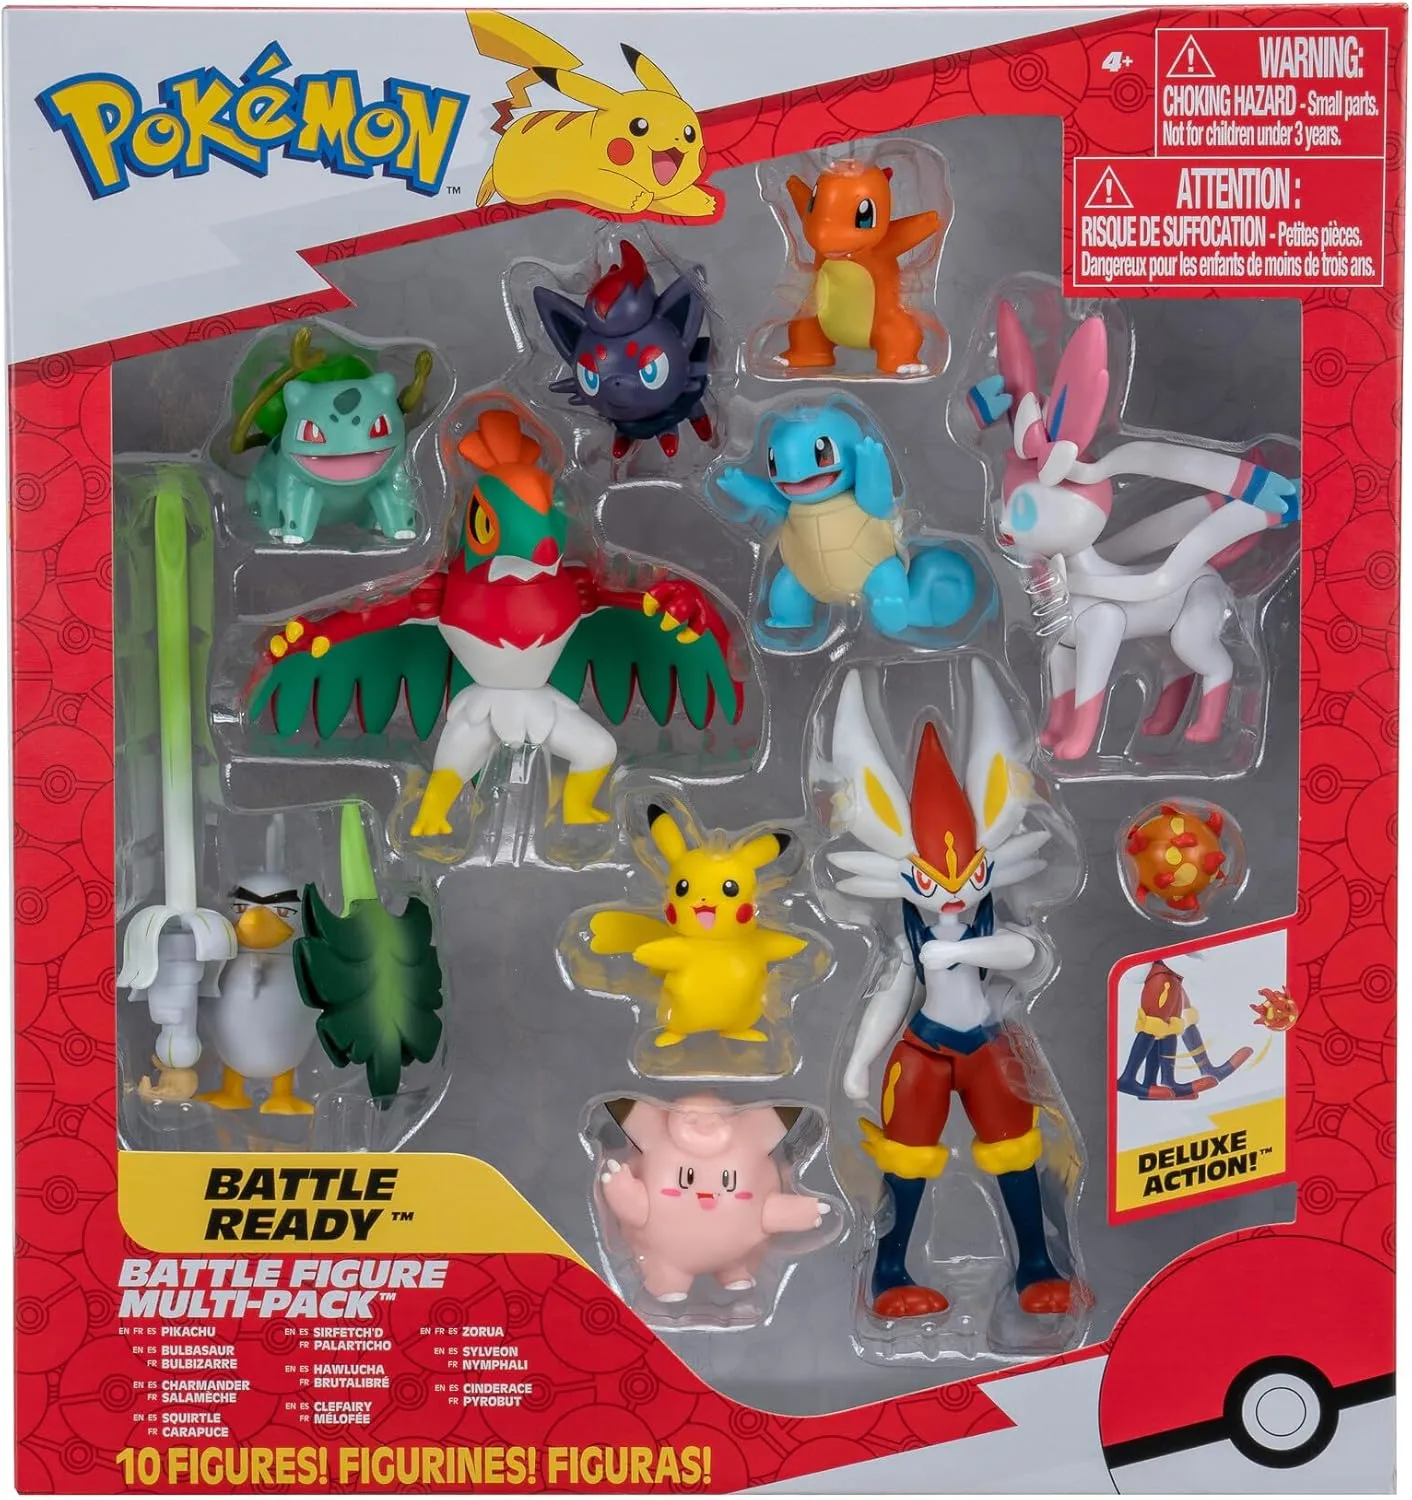 POKÉMON™
4+
WARNING:
CHOKING HAZARD - Small parts.
Not for children under 3 years.
ATTENTION :
RISQUE DE SUFFOCATION - Petites pièces.
Dangereux pour les enfants de moins de trois ans.
DELUXE
ACTION!™
BATTLE
READY™
BATTLE FIGURE
MULTI-PACK™
EN FR ES PIKACHU
EN ES BULBASAUR
FR BULBIZARRE
EN ES CHARMANDER
FR SALAMÈCHE
EN ES SQUIRTLE
FR CARAPUCE
EN ES SIRFETCH'D
FR PALARTICHO
EN ES HAWLUCHA
FR BRUTALIBRÉ
EN ES CLEFAIRY
FR MÉLOFÉE
EN FR ES ZORUA
EN ES SYLVEON
FR NYMPHALI
EN ES CINDERACE
FR PYROBUT
10 FIGURES! FIGURINES! FIGURAS!